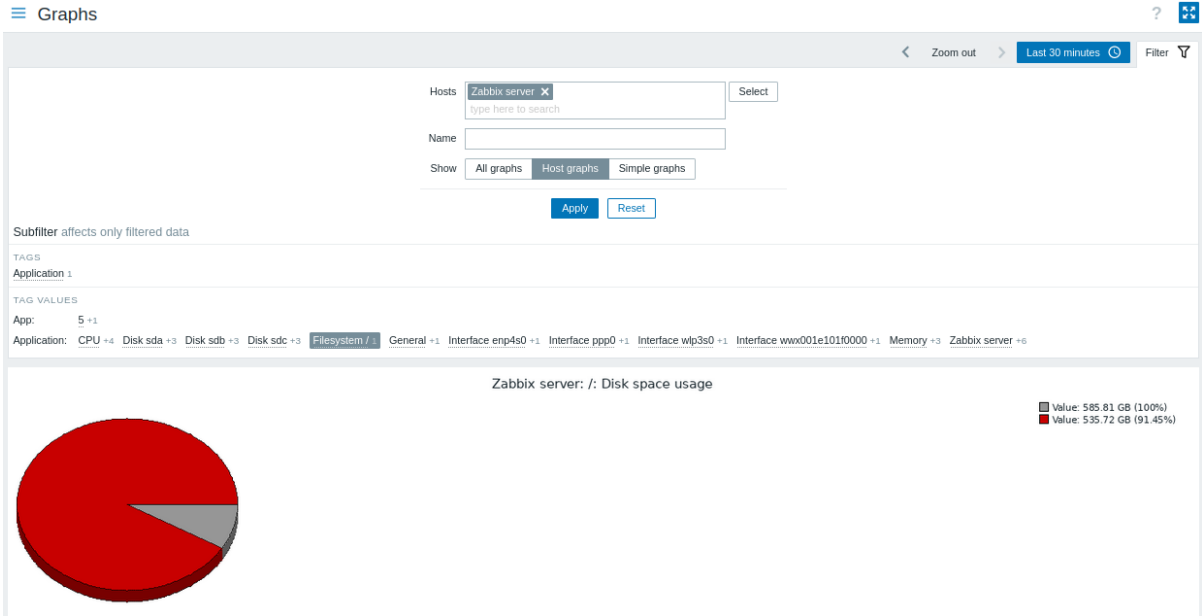 Graphs ?
Zoom out Last 30 minutes Filter
Hosts Zabbix server Select
type here to search
Name
Show All graphs Host graphs Simple graphs
Apply Reset
Subfilter affects only filtered data
TAGS
Application 1
TAG VALUES
App: 5 +1
Application: CPU +4 Disk sda +3 Disk sdb +3 Disk sdc +3 Filesystem / 1 General +1 Interface enp4s0 +1 Interface ppp0 +1 Interface wlp3s0 +1 Interface wwx001e101f0000 +1 Memory +3 Zabbix server +6
Zabbix server: /: Disk space usage
Value: 585.81 GB (100%)
Value: 535.72 GB (91.45%)